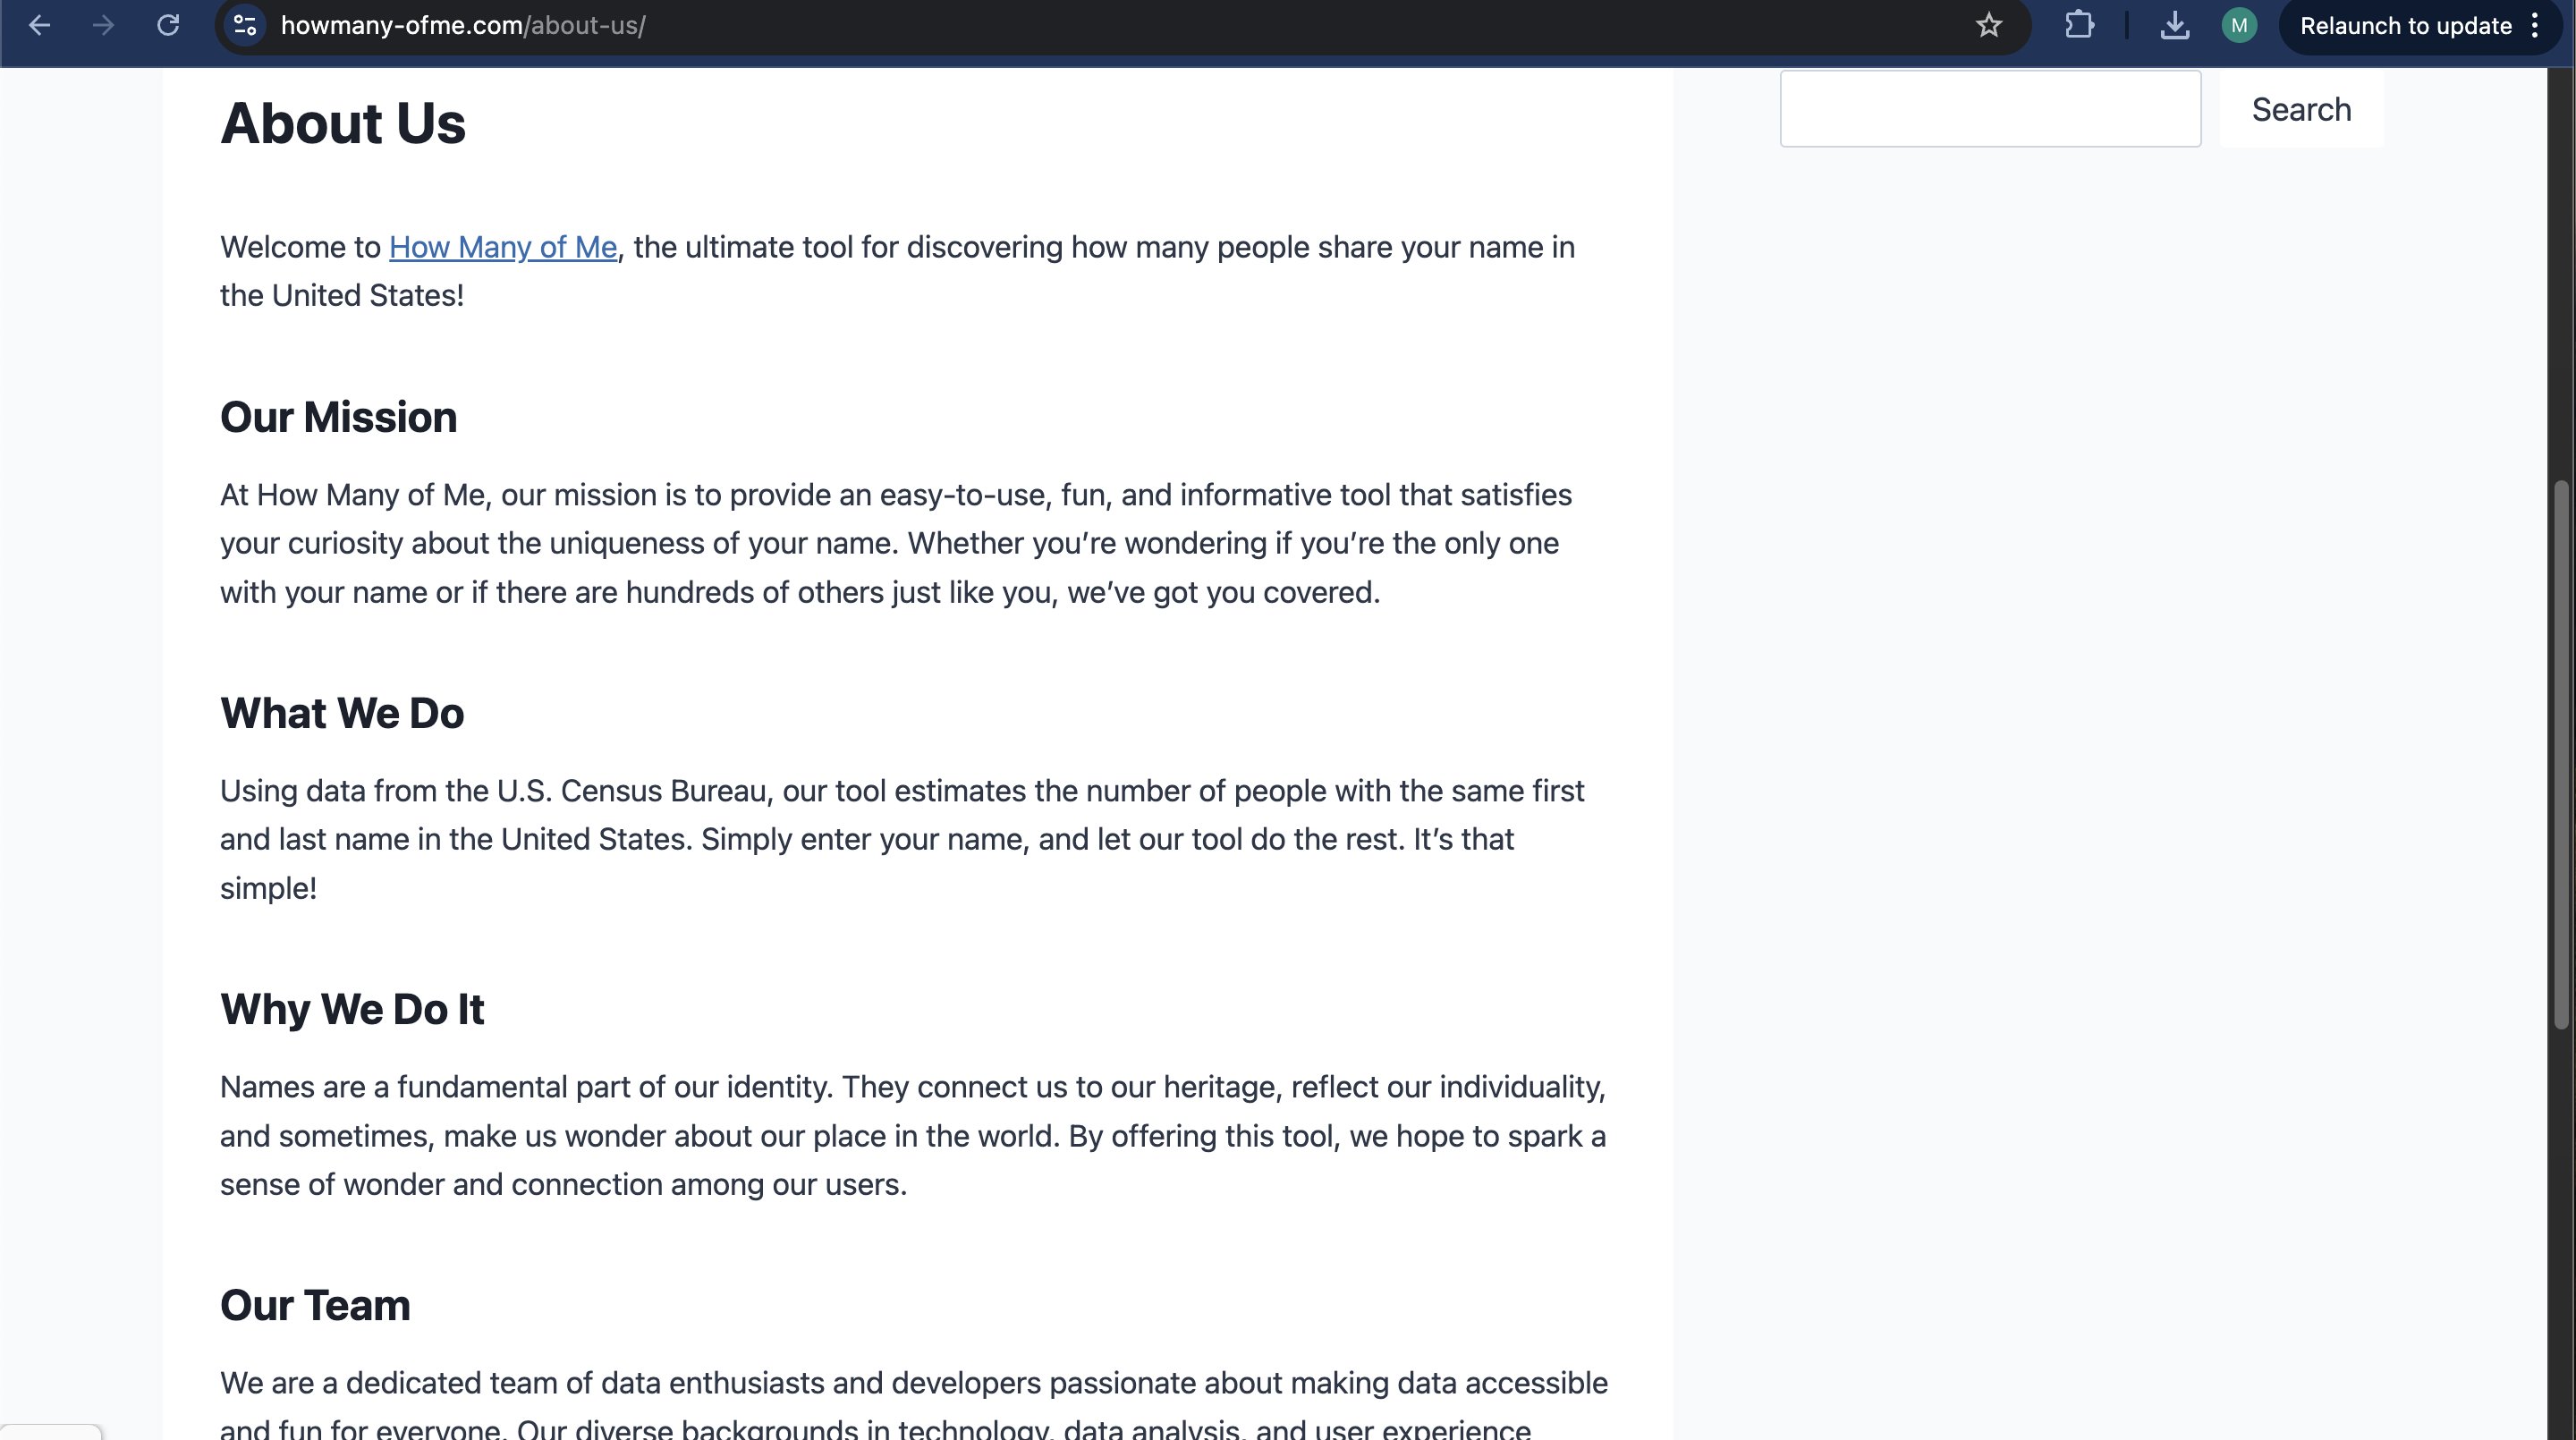 howmany-ofme.com/about-us/
M
Relaunch to update
About Us
Search
Welcome to How Many of Me, the ultimate tool for discovering how many people share your name in
the United States!
Our Mission
At How Many of Me, our mission is to provide an easy-to-use, fun, and informative tool that satisfies
your curiosity about the uniqueness of your name. Whether you’re wondering if you’re the only one
with your name or if there are hundreds of others just like you, we’ve got you covered.
What We Do
Using data from the U.S. Census Bureau, our tool estimates the number of people with the same first
and last name in the United States. Simply enter your name, and let our tool do the rest. It’s that
simple!
Why We Do It
Names are a fundamental part of our identity. They connect us to our heritage, reflect our individuality,
and sometimes, make us wonder about our place in the world. By offering this tool, we hope to spark a
sense of wonder and connection among our users.
Our Team
We are a dedicated team of data enthusiasts and developers passionate about making data accessible
and fun for everyone. Our diverse backgrounds in technology, data analysis, and user experience